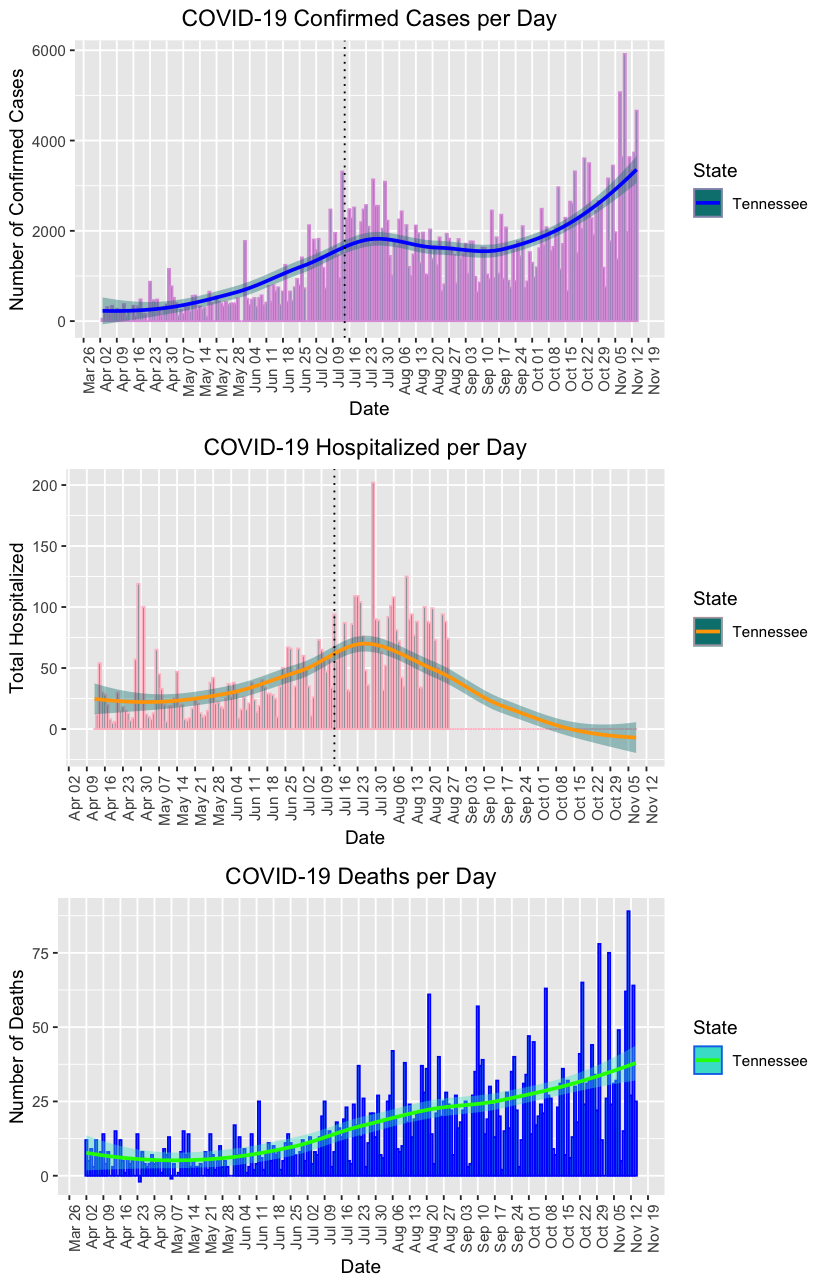 COVID-19 Confirmed Cases per Day
Number of Confirmed Cases
6000
4000
2000
0
Mar 26
Apr 02
Apr 09
Apr 16
Apr 23
Apr 30
May 07
May 14
May 21
May 28
Jun 04
Jun 11
Jun 18
Jun 25
Jul 02
Jul 09
Jul 16
Jul 23
Jul 30
Aug 06
Aug 13
Aug 20
Aug 27
Sep 03
Sep 10
Sep 17
Sep 24
Oct 01
Oct 08
Oct 15
Oct 22
Oct 29
Nov 05
Nov 12
Nov 19
Date
State
Tennessee
COVID-19 Hospitalized per Day
Total Hospitalized
200
150
100
50
0
Apr 02
Apr 09
Apr 16
Apr 23
Apr 30
May 07
May 14
May 21
May 28
Jun 04
Jun 11
Jun 18
Jun 25
Jul 02
Jul 09
Jul 16
Jul 23
Jul 30
Aug 06
Aug 13
Aug 20
Aug 27
Sep 03
Sep 10
Sep 17
Sep 24
Oct 01
Oct 08
Oct 15
Oct 22
Oct 29
Nov 05
Nov 12
Date
State
Tennessee
COVID-19 Deaths per Day
Number of Deaths
75
50
25
0
Mar 26
Apr 02
Apr 09
Apr 16
Apr 23
Apr 30
May 07
May 14
May 21
May 28
Jun 04
Jun 11
Jun 18
Jun 25
Jul 02
Jul 09
Jul 16
Jul 23
Jul 30
Aug 06
Aug 13
Aug 20
Aug 27
Sep 03
Sep 10
Sep 17
Sep 24
Oct 01
Oct 08
Oct 15
Oct 22
Oct 29
Nov 05
Nov 12
Nov 19
Date
State
Tennessee